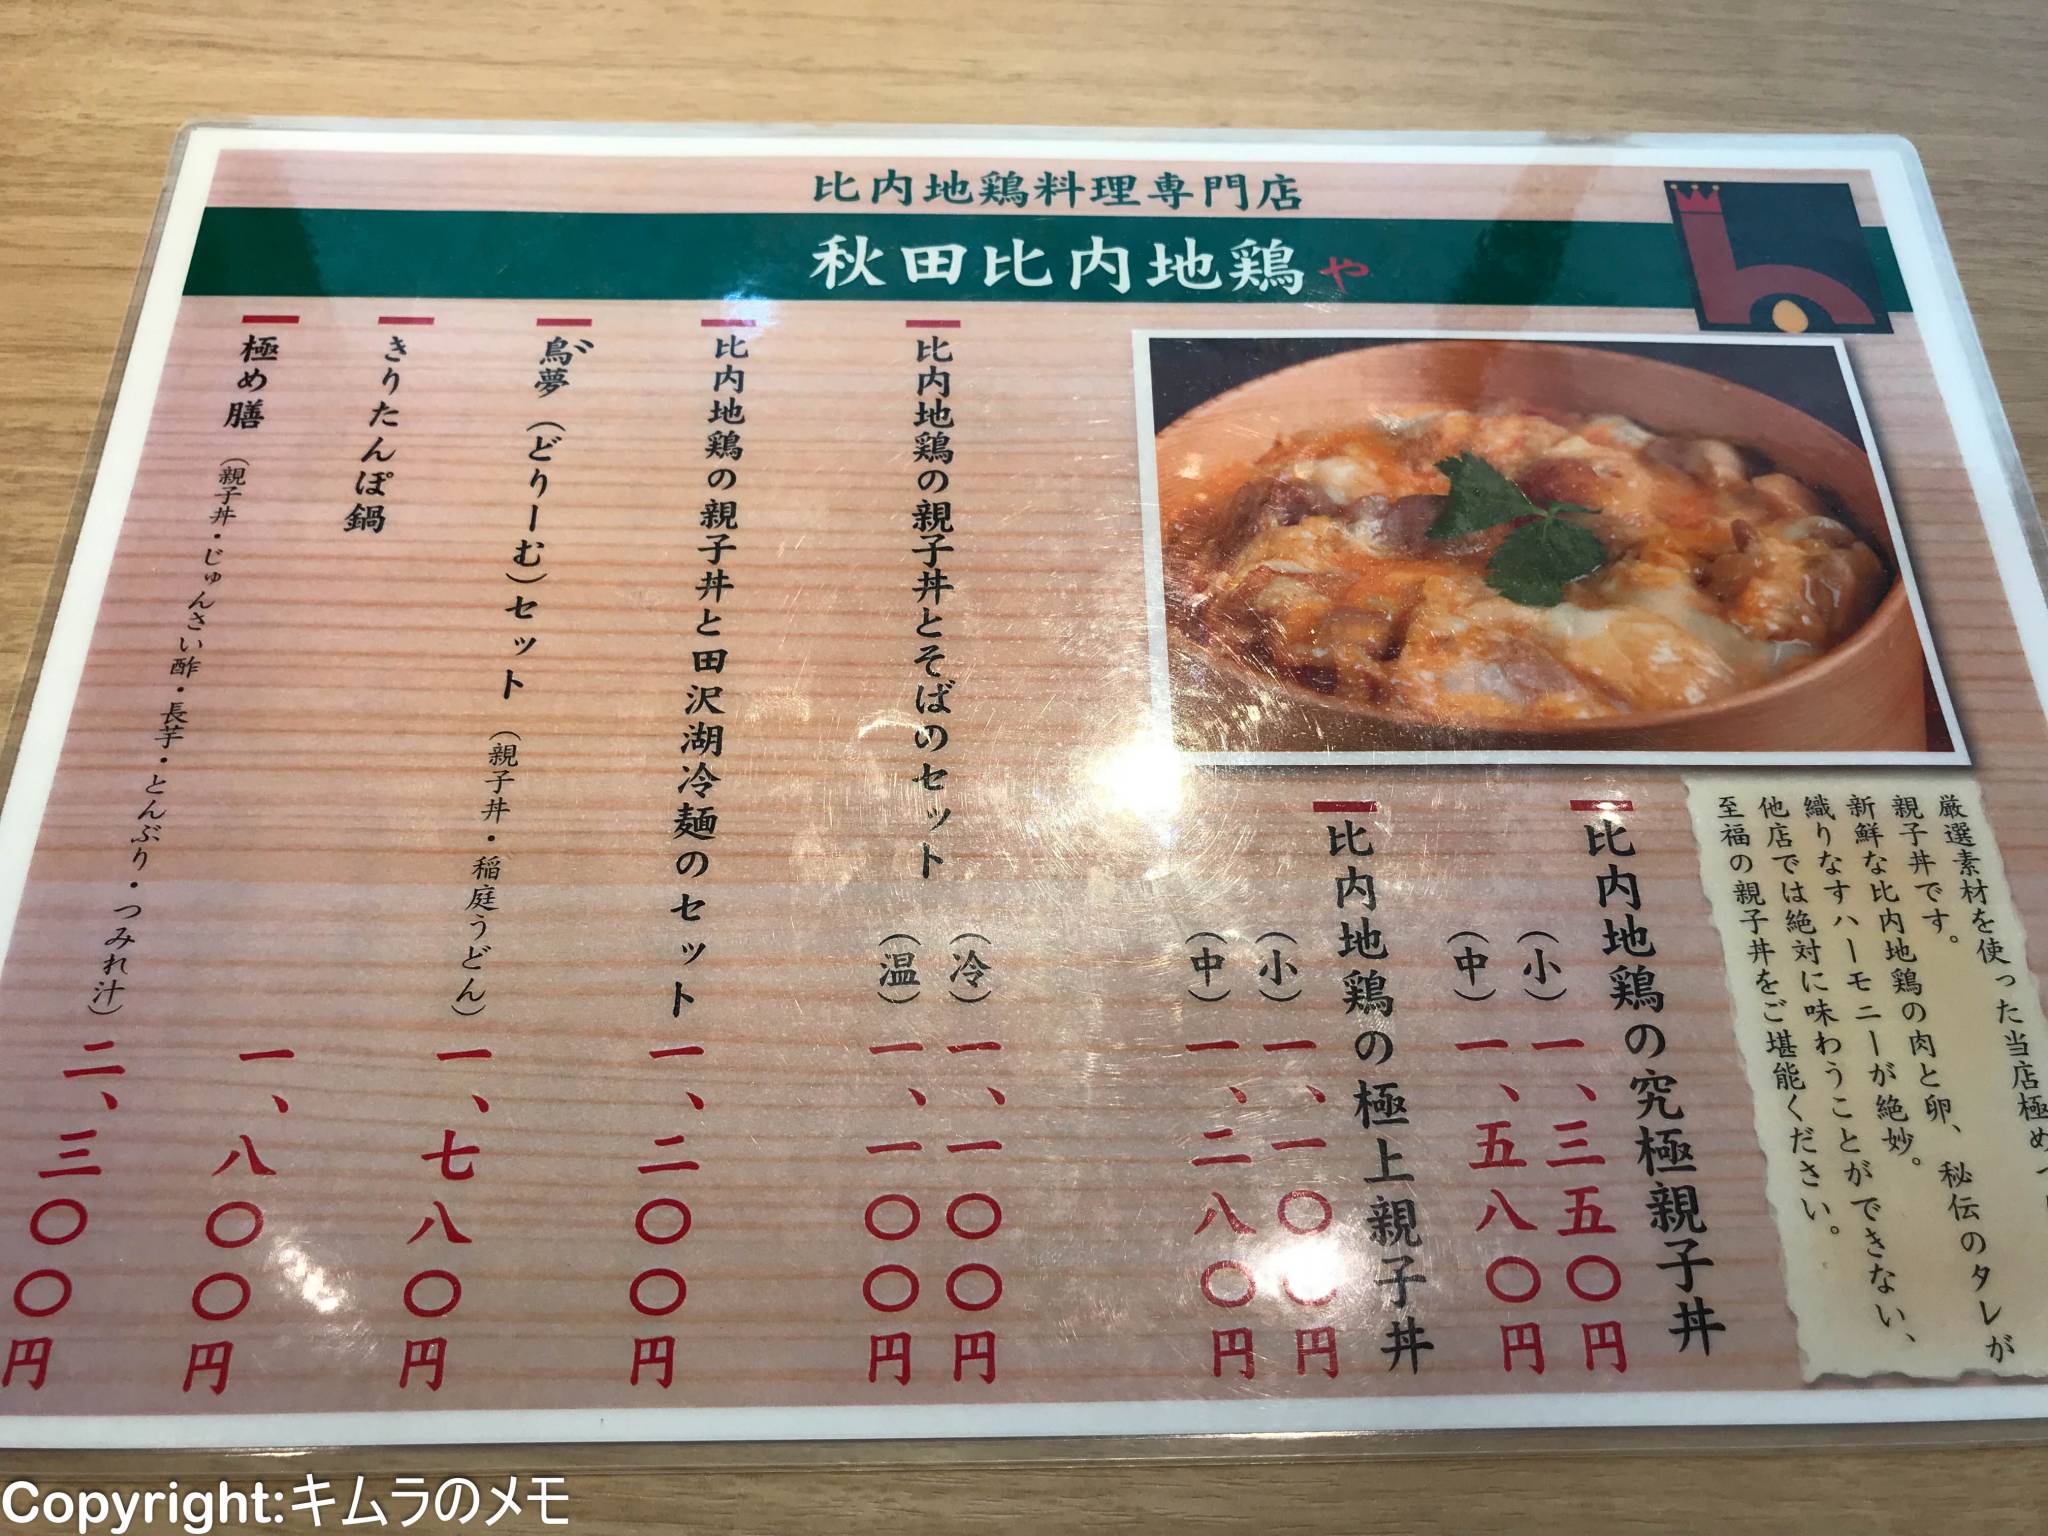 比内地鶏料理専門店
秋田比内地鶏や
厳選素材を使った当店極め
親子丼です。
新鮮な比内地鶏の肉と卵、秘伝のタレが
織りなすハーモニーが絶妙。
他店では絶対に味わうことができない、
至福の親子丼をご堪能ください。
比内地鶏の究極親子丼
（小）一、三五〇円
（中）一、五八〇円
比内地鶏の極上親子丼
（小）一、一〇〇円
（中）一、二八〇円
比内地鶏の親子丼とそばのセット
（冷）一、一〇〇円
（温）一、一〇〇円
比内地鶏の親子丼と田沢湖冷麺のセット 一、二〇〇円
鳥゛夢（どりーむ）セット（親子丼・稲庭うどん） 一、七八〇円
きりたんぽ鍋 一、八〇〇円
極め膳（親子丼・じゅんさい酢・長芋・とんぶり・つみれ汁） 二、三〇〇円
Copyright:キムラのメモ